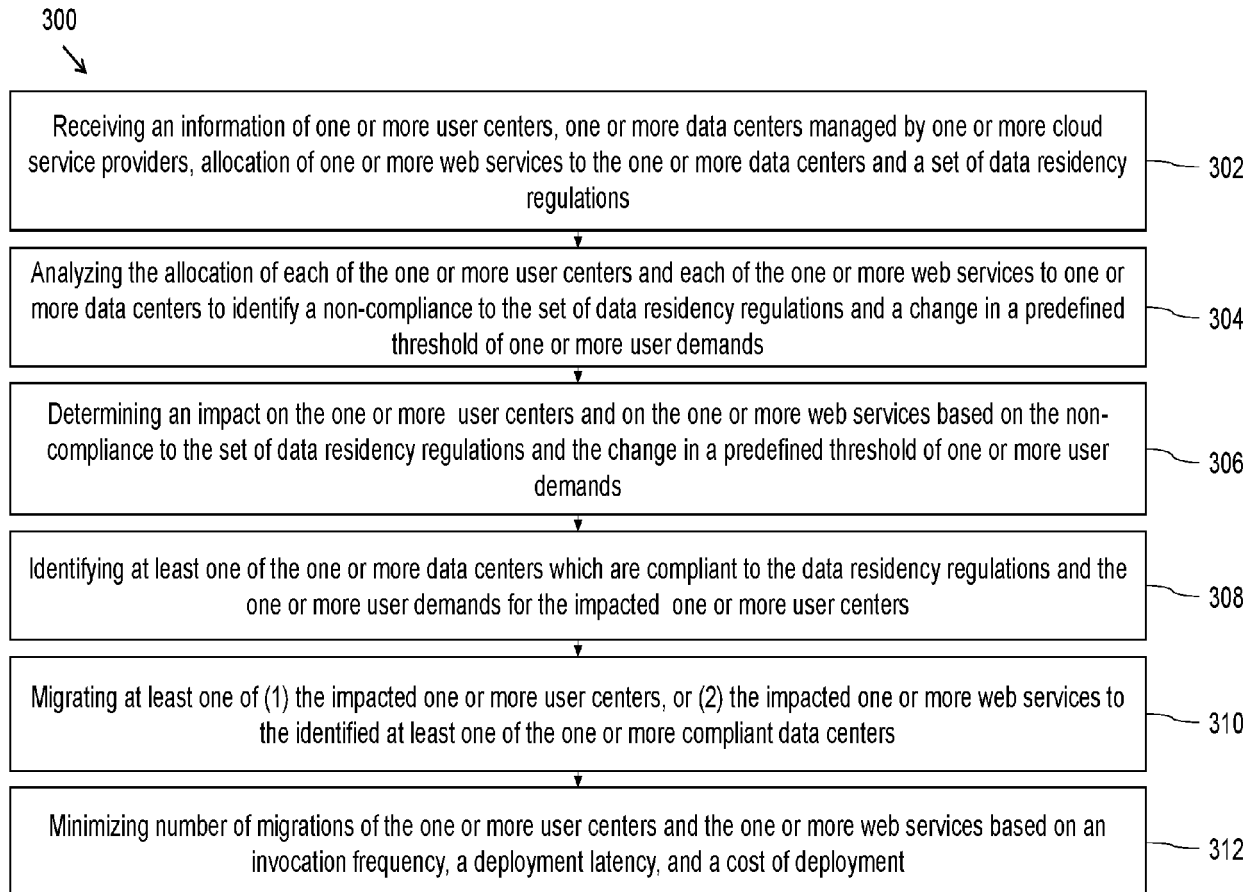 300
Receiving an information of one or more user centers, one or more data centers managed by one or more cloud
service providers, allocation of one or more web services to the one or more data centers and a set of data residency
regulations
302
Analyzing the allocation of each of the one or more user centers and each of the one or more web services to one or
more data centers to identify a non-compliance to the set of data residency regulations and a change in a predefined
threshold of one or more user demands
304
Determining an impact on the one or more user centers and on the one or more web services based on the non-
compliance to the set of data residency regulations and the change in a predefined threshold of one or more user
demands
306
Identifying at least one of the one or more data centers which are compliant to the data residency regulations and the
one or more user demands for the impacted one or more user centers
308
Migrating at least one of (1) the impacted one or more user centers, or (2) the impacted one or more web services to
the identified at least one of the one or more compliant data centers
310
Minimizing number of migrations of the one or more user centers and the one or more web services based on an
invocation frequency, a deployment latency, and a cost of deployment
312